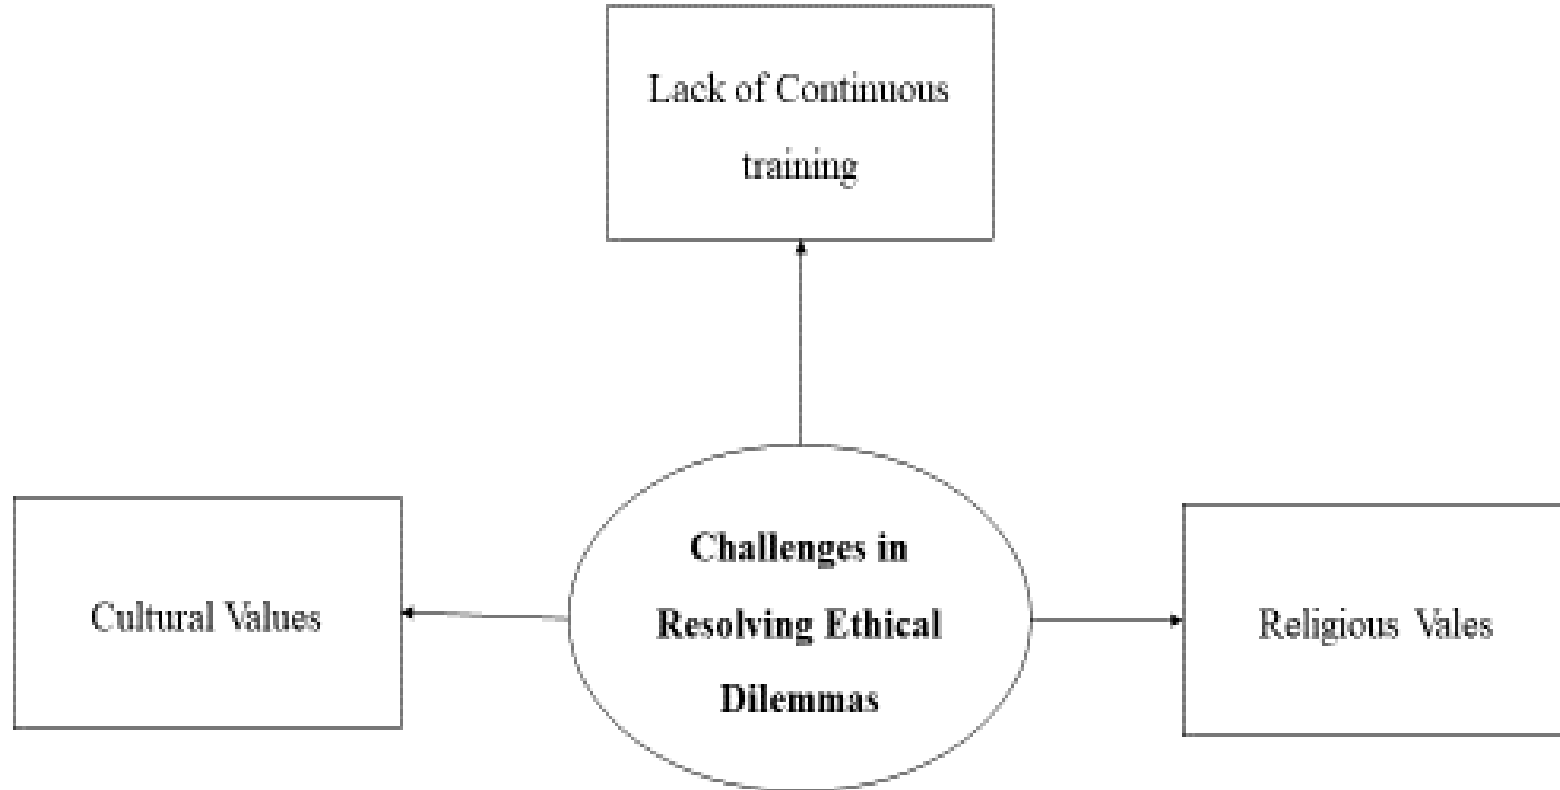 Lack of Continuous
training
Cultural Values
Challenges in
Resolving Ethical
Dilemmas
Religious Vales